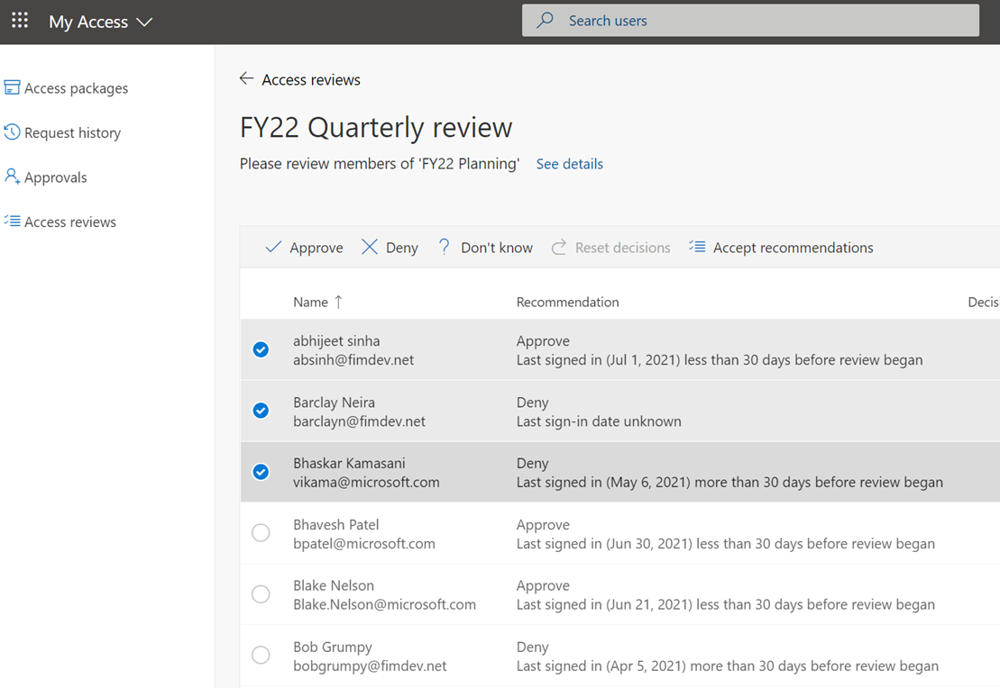 My Access
Search users
Access packages
Request history
Approvals
Access reviews
Access reviews
FY22 Quarterly review
Please review members of 'FY22 Planning' See details
Approve Deny Don't know Reset decisions Accept recommendations
Name Recommendation Decis
abhijeet sinha Approve
absinh@fimdev.net Last signed in (Jul 1, 2021) less than 30 days before review began
Barclay Neira Deny
barclayn@fimdev.net Last sign-in date unknown
Bhaskar Kamasani Deny
vikama@microsoft.com Last signed in (May 6, 2021) more than 30 days before review began
Bhavesh Patel Approve
bpatel@microsoft.com Last signed in (Jun 30, 2021) less than 30 days before review began
Blake Nelson Approve
Blake.Nelson@microsoft.com Last signed in (Jun 21, 2021) less than 30 days before review began
Bob Grumpy Deny
bobgrumpy@fimdev.net Last signed in (Apr 5, 2021) more than 30 days before review began